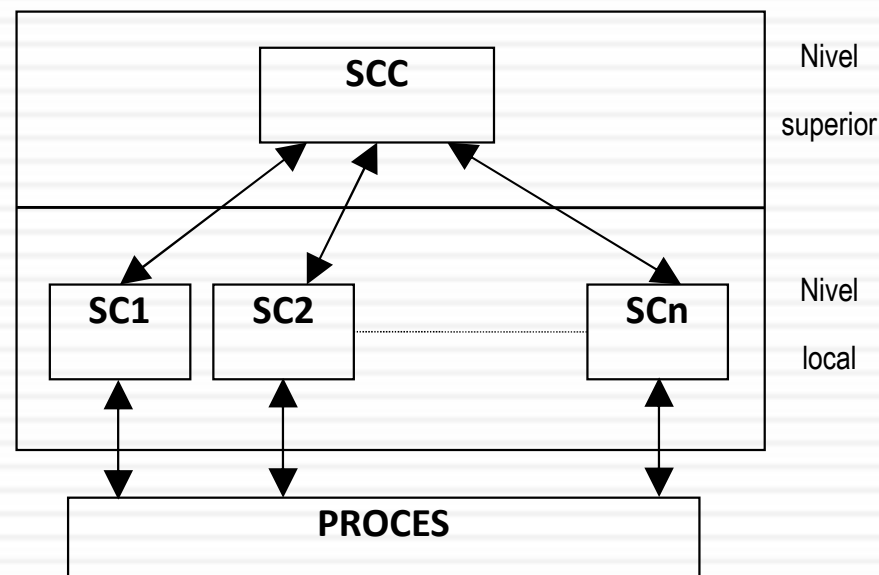 SCC
Nivel
superior
SC1
SC2
SCn
Nivel
local
PROCES